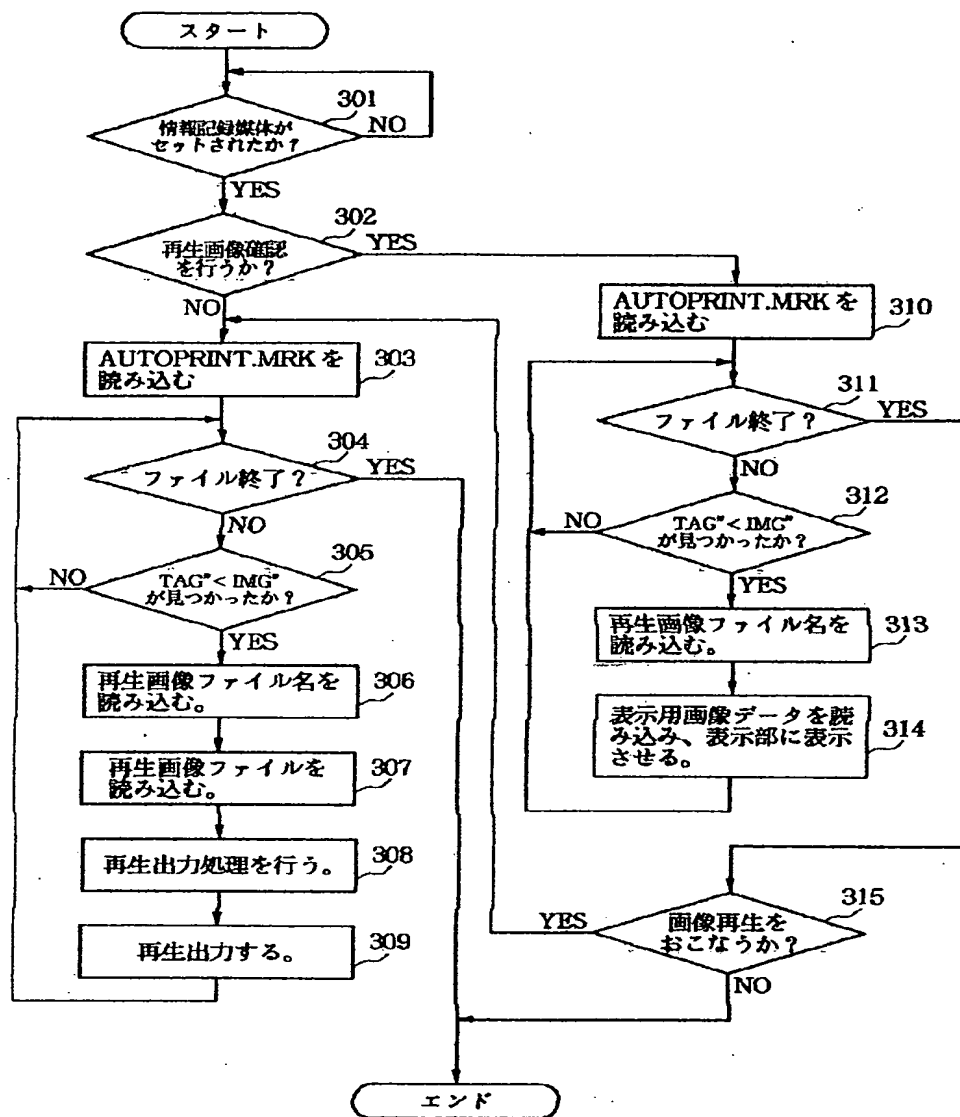 スタート
301
情報記録媒体が
セットされたか?
NO
YES
302
再生画像確認
を行うか?
YES
NO
AUTOPRINT.MRK を
読み込む
303
304
ファイル終了?
YES
NO
305
TAG"< IMG"
が見つかったか?
NO
YES
再生画像ファイル名を
読み込む。
306
再生画像ファイルを
読み込む。
307
再生出力処理を行う。
308
再生出力する。
309
AUTOPRINT.MRK を
読み込む
310
311
ファイル終了?
YES
NO
312
TAG"< IMG"
が見つかったか?
NO
YES
再生画像ファイル名を
読み込む。
313
表示用画像データを読
み込み、表示部に表示
させる。
314
315
画像再生を
おこなうか?
YES
NO
エンド